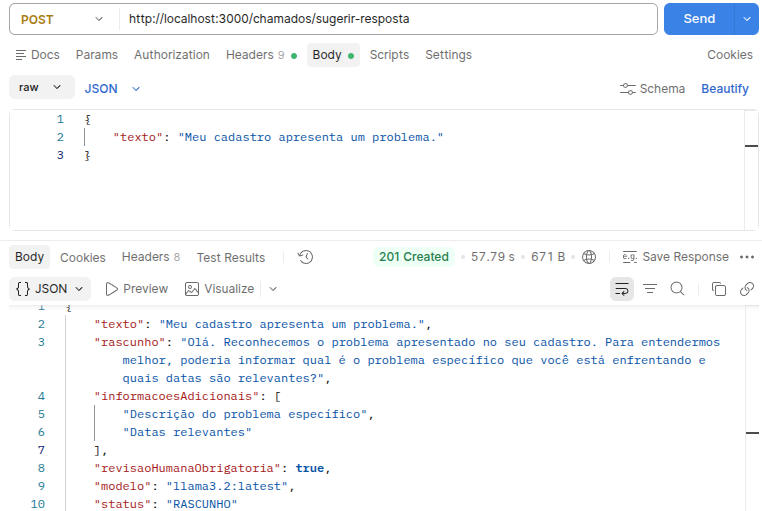 POST http://localhost:3000/chamados/sugerir-resposta Send
Docs Params Authorization Headers 9 Body Scripts Settings Cookies
raw JSON Schema Beautify
1 {
2 "texto": "Meu cadastro apresenta um problema."
3 }
Body Cookies Headers 8 Test Results 201 Created 57.79 s 671 B e.g. Save Response
{} JSON Preview Visualize
1 {
2 "texto": "Meu cadastro apresenta um problema.",
3 "rascunho": "Olá. Reconhecemos o problema apresentado no seu cadastro. Para entendermos
melhor, poderia informar qual é o problema específico que você está enfrentando e
quais datas são relevantes?",
4 "informacoesAdicionais": [
5 "Descrição do problema específico",
6 "Datas relevantes"
7 ],
8 "revisaoHumanaObrigatoria": true,
9 "modelo": "llama3.2:latest",
10 "status": "RASCUNHO"